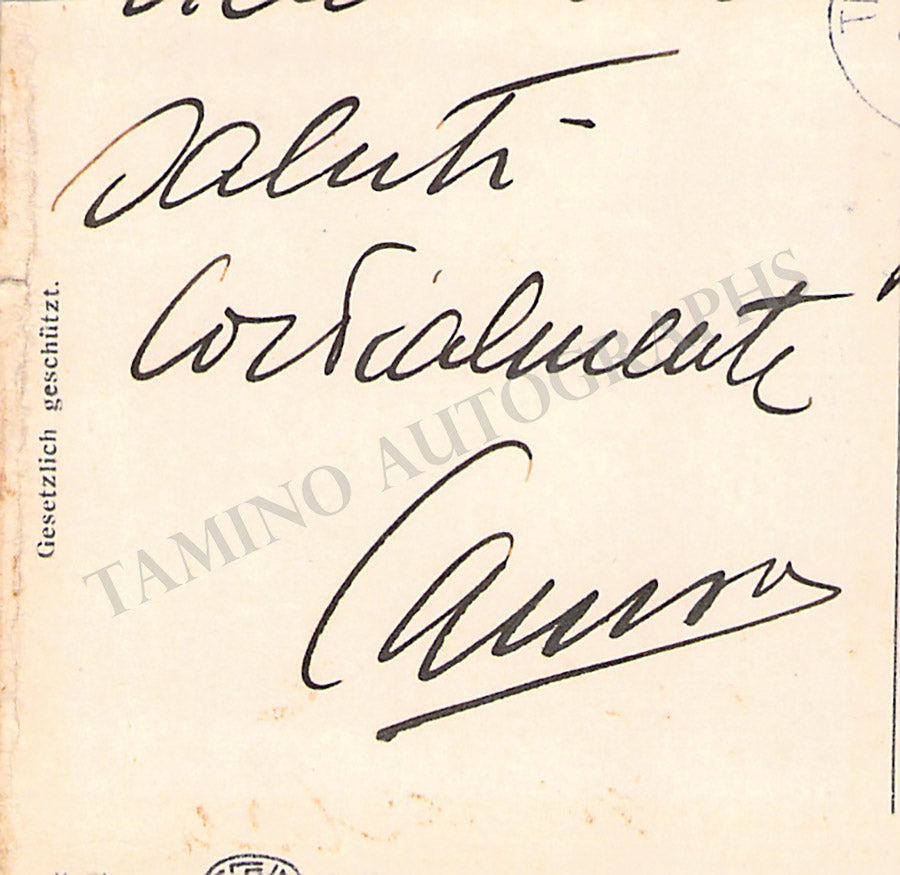 saluti
Cordialmente
Caruso
Gesetzlich geschützt.
TAMINO AUTOGRAPHS